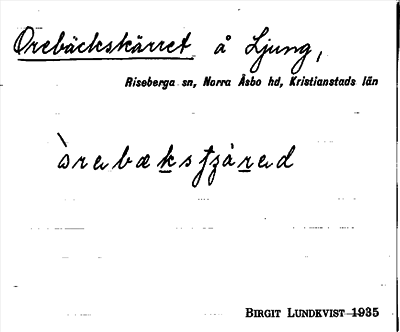 Orebäckskärret å Ljung,
Riseberga sn, Norra Åsbo hd, Kristianstads län
BIRGIT LUNDKVIST 1935